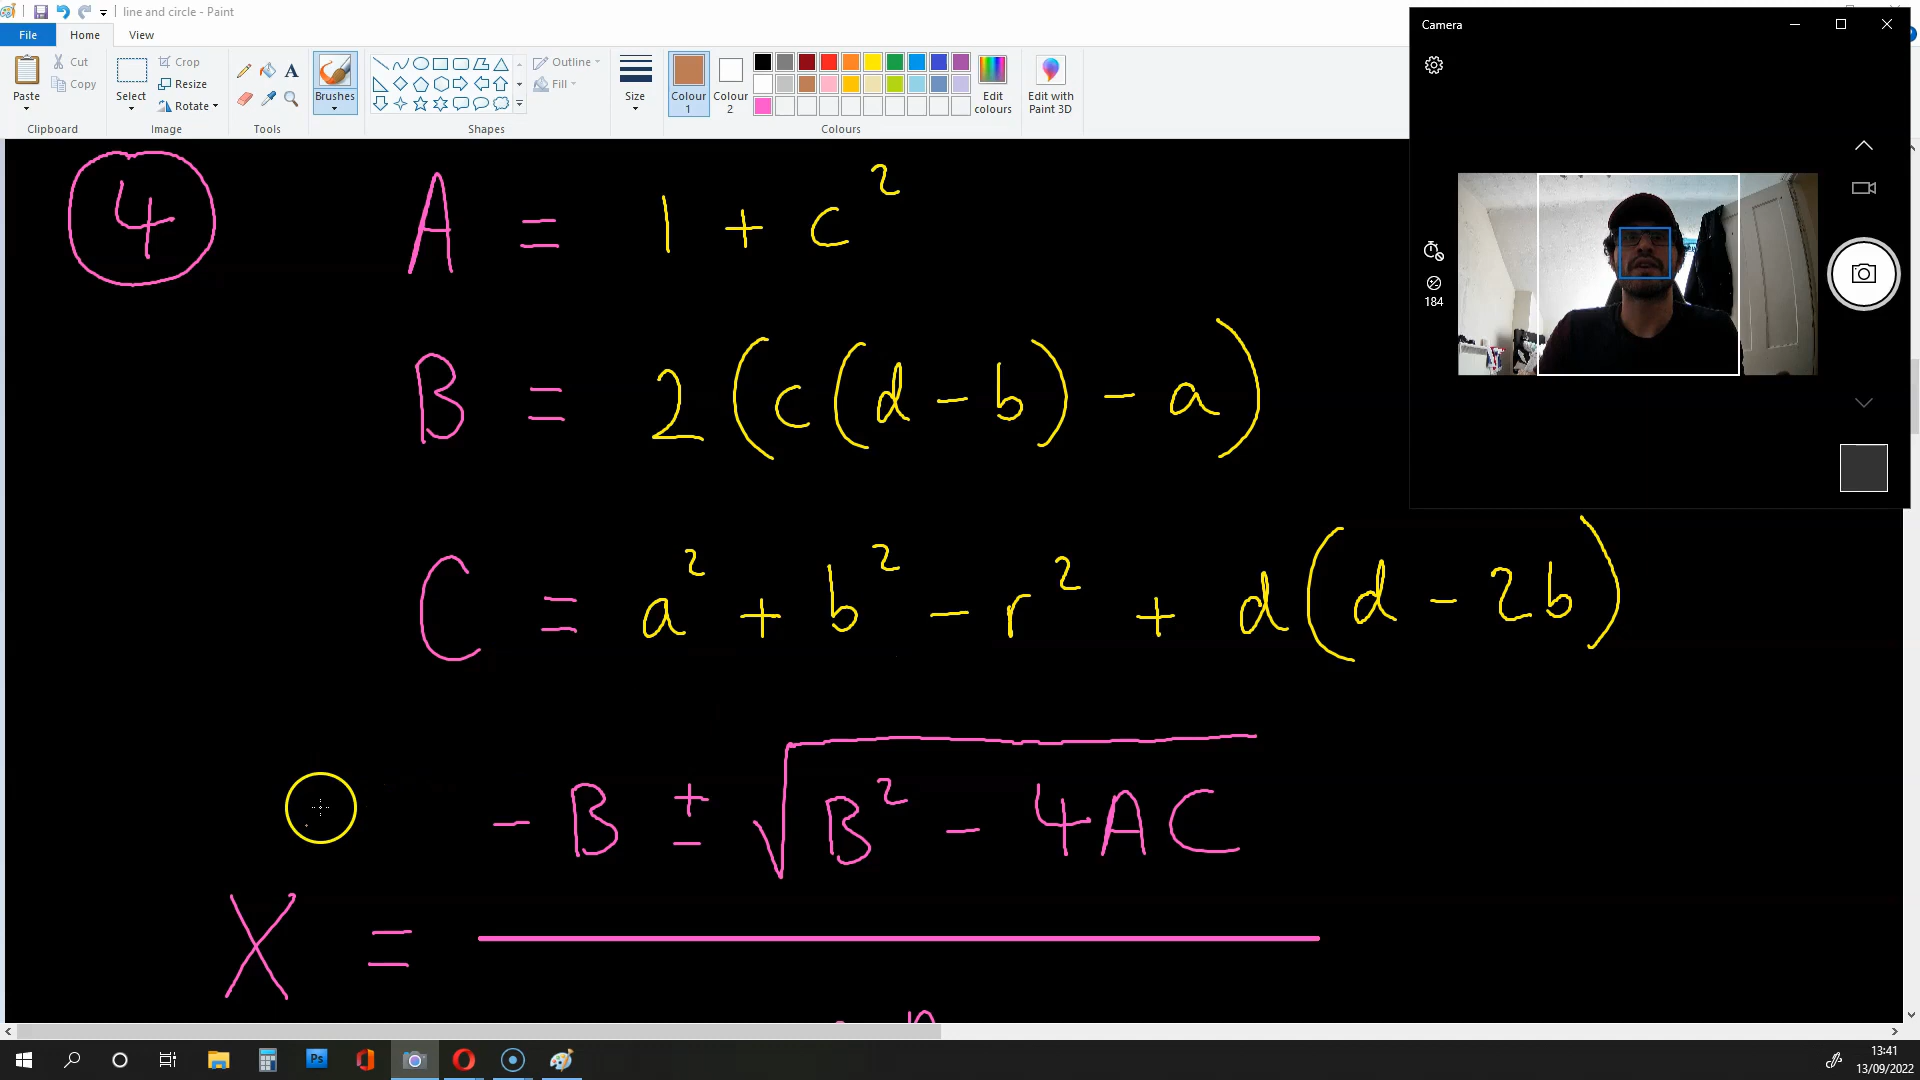 line and circle - Paint
Camera
File Home View
Cut
Copy
Paste
Crop
Resize
Rotate
Select
Brushes
Outline
Fill
Size
Colour 1
Colour 2
Edit colours
Edit with Paint 3D
Clipboard
Image
Tools
Shapes
Colours
184
4
A = 1 + c²
B = 2 (c(d - b) - a)
C = a² + b² - r² + d(d - 2b)
- B ± √B² - 4AC
X =
13:41
13/09/2022